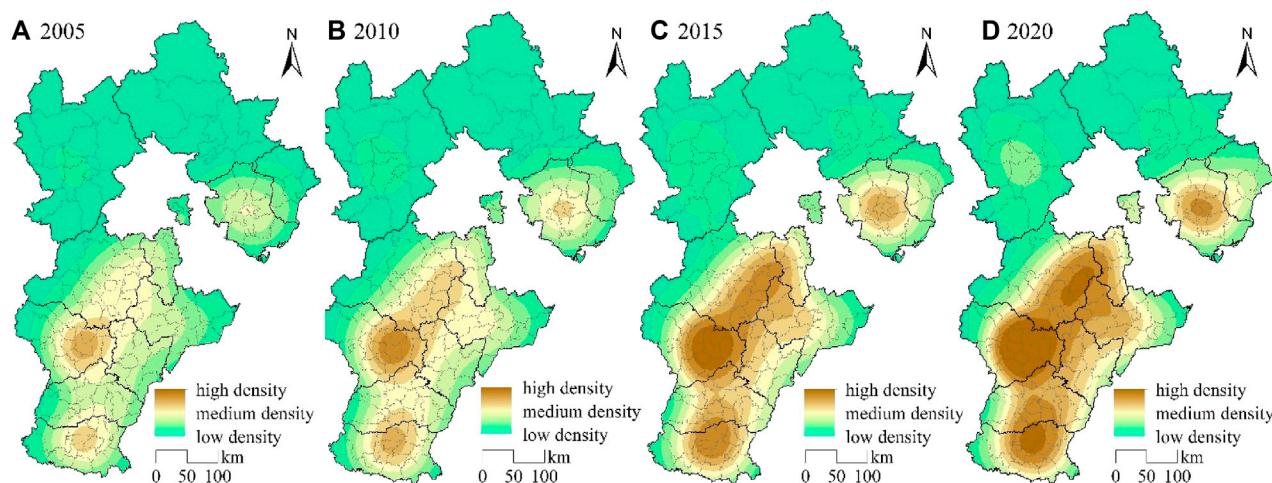 A 2005
N
high density
medium density
low density
km
0 50 100
B 2010
N
high density
medium density
low density
km
0 50 100
C 2015
N
high density
medium density
low density
km
0 50 100
D 2020
N
high density
medium density
low density
km
0 50 100